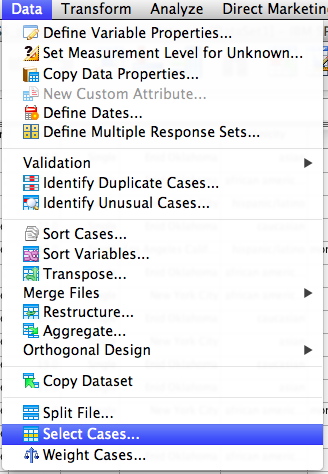 Data Transform Analyze Direct Marketin
Define Variable Properties...
Set Measurement Level for Unknown...
Copy Data Properties...
New Custom Attribute...
Define Dates...
Define Multiple Response Sets...
Validation
Identify Duplicate Cases...
Identify Unusual Cases...
Sort Cases...
Sort Variables...
Transpose...
Merge Files
Restructure...
Aggregate...
Orthogonal Design
Copy Dataset
Split File...
Select Cases...
Weight Cases...